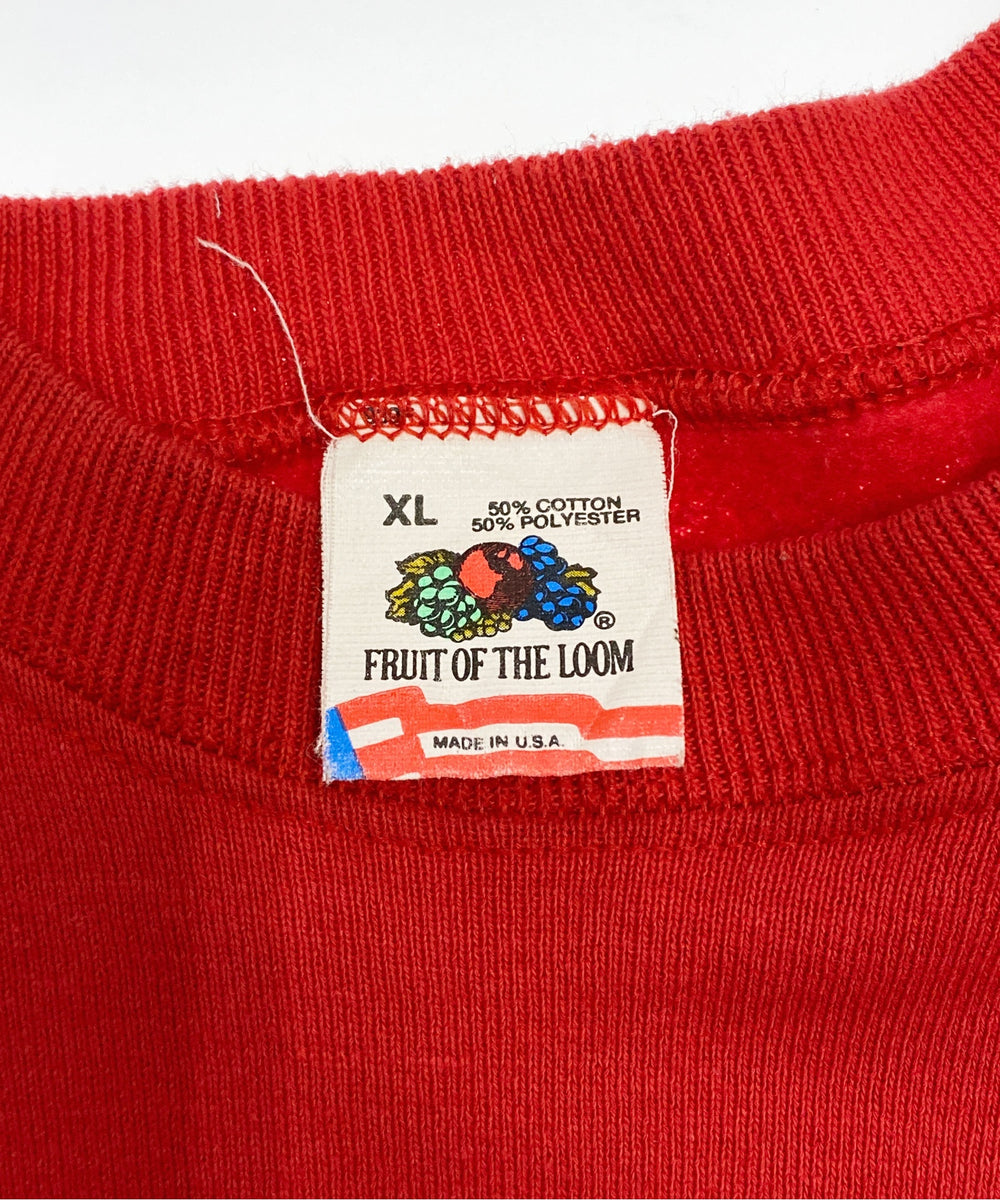 XL
50% COTTON
50% POLYESTER
®
FRUIT OF THE LOOM
MADE IN U.S.A.